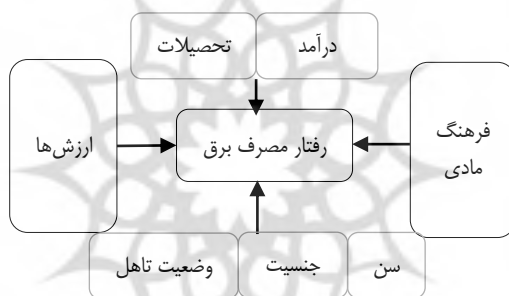 درآمد
تحصیلات
فرهنگ
مادی
رفتار مصرف برق
ارزش‌ها
سن
جنسیت
وضعیت تاهل